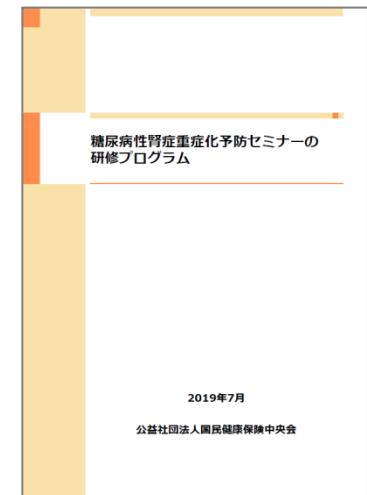 糖尿病性腎症重症化予防セミナーの
研修プログラム
2019年7月
公益社団法人国民健康保険中央会